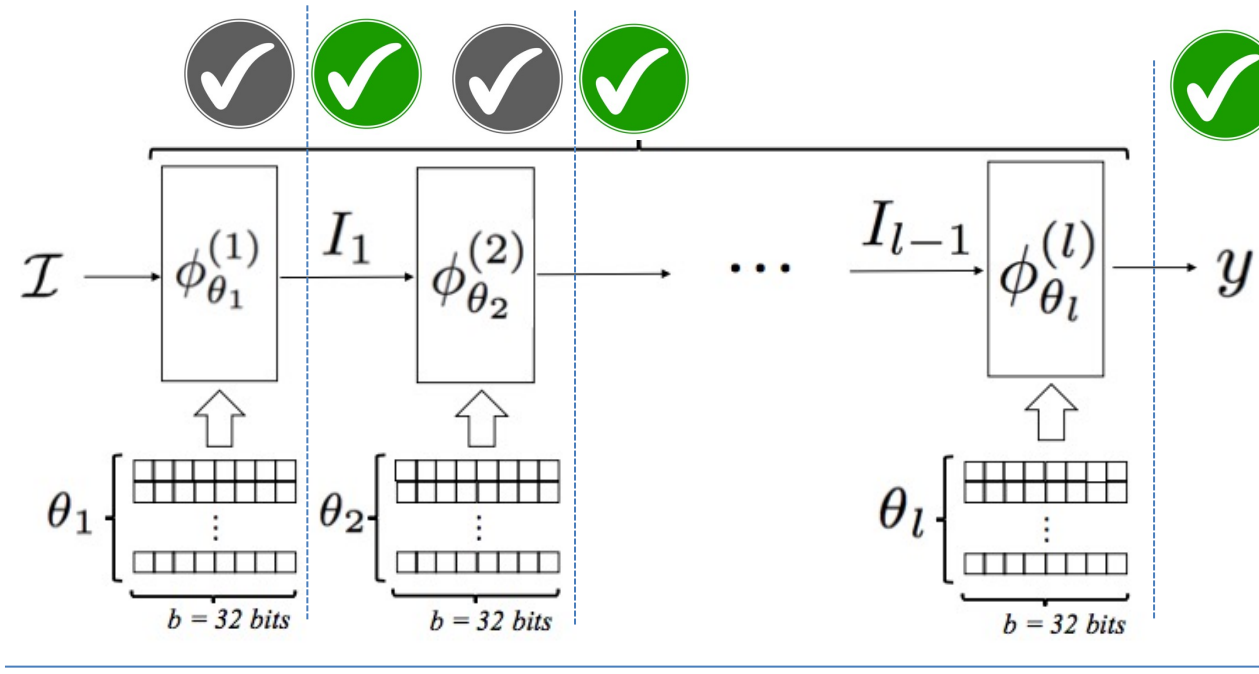 I → φ_{θ_1}^{(1)} → I_1 → φ_{θ_2}^{(2)} → ⋯ I_{l−1} → φ_{θ_l}^{(l)} → y
θ_1 ⋮ θ_2 ⋮ θ_l ⋮
b = 32 bits b = 32 bits b = 32 bits